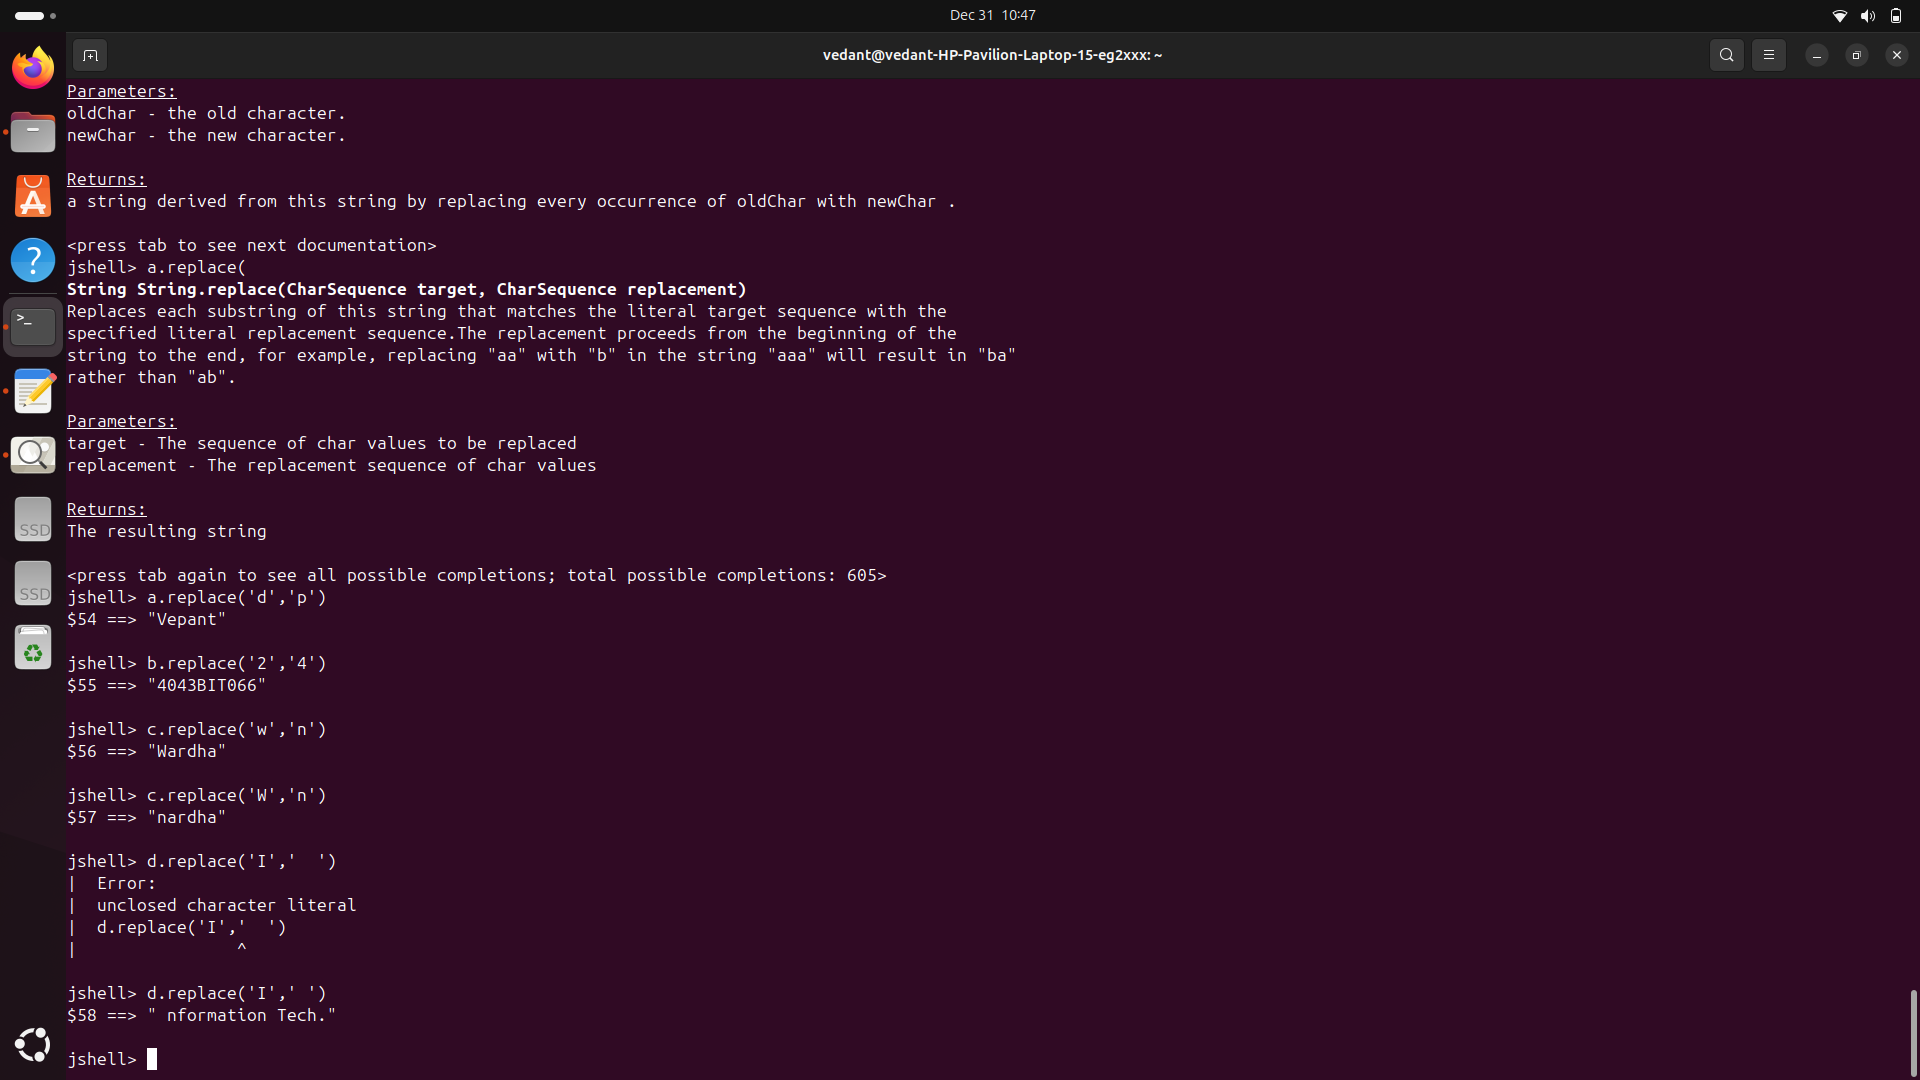 Dec 31 10:47
vedant@vedant-HP-Pavilion-Laptop-15-eg2xxx: ~
Parameters:
oldChar - the old character.
newChar - the new character.
Returns:
a string derived from this string by replacing every occurrence of oldChar with newChar .
<press tab to see next documentation>
jshell> a.replace(
String String.replace(CharSequence target, CharSequence replacement)
Replaces each substring of this string that matches the literal target sequence with the
specified literal replacement sequence.The replacement proceeds from the beginning of the
string to the end, for example, replacing "aa" with "b" in the string "aaa" will result in "ba"
rather than "ab".
Parameters:
target - The sequence of char values to be replaced
replacement - The replacement sequence of char values
Returns:
The resulting string
<press tab again to see all possible completions; total possible completions: 605>
jshell> a.replace('d','p')
$54 ==> "Vepant"
jshell> b.replace('2','4')
$55 ==> "4043BIT066"
jshell> c.replace('w','n')
$56 ==> "Wardha"
jshell> c.replace('W','n')
$57 ==> "nardha"
jshell> d.replace('I','  ')
|  Error:
|  unclosed character literal
|  d.replace('I','  ')
|                ^
jshell> d.replace('I',' ')
$58 ==> " nformation Tech."
jshell>
SSD
SSD